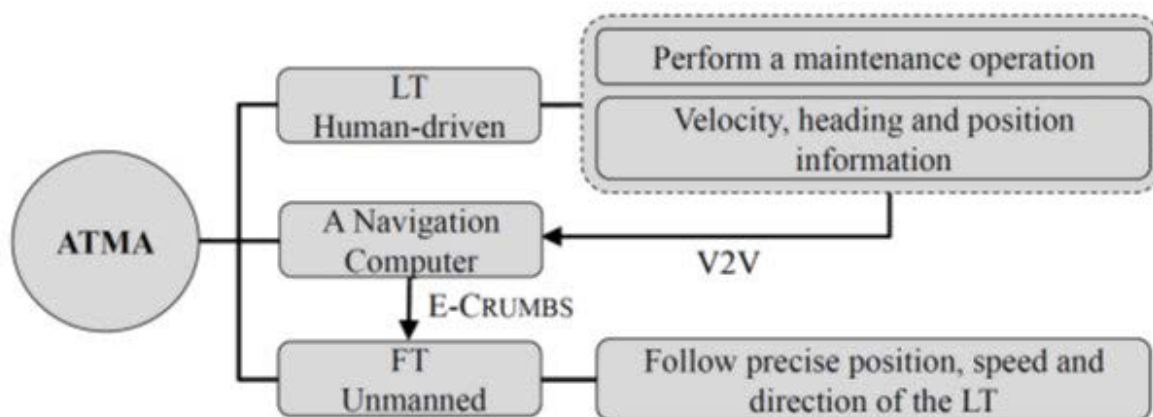 Perform a maintenance operation
LT
Human-driven
Velocity, heading and position
information
ATMA
A Navigation
Computer
V2V
E-CRUMBS
FT
Unmanned
Follow precise position, speed and
direction of the LT